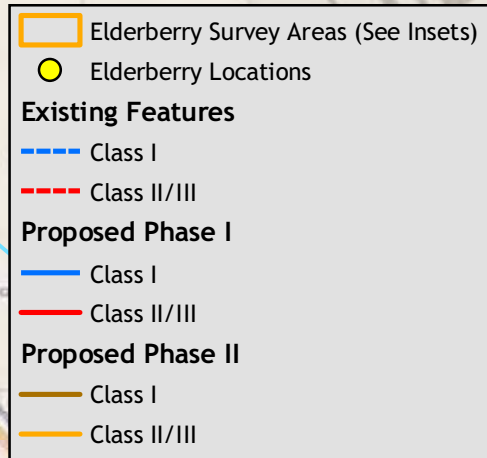 Elderberry Survey Areas (See Insets)
Elderberry Locations
Existing Features
Class I
Class II/III
Proposed Phase I
Class I
Class II/III
Proposed Phase II
Class I
Class II/III